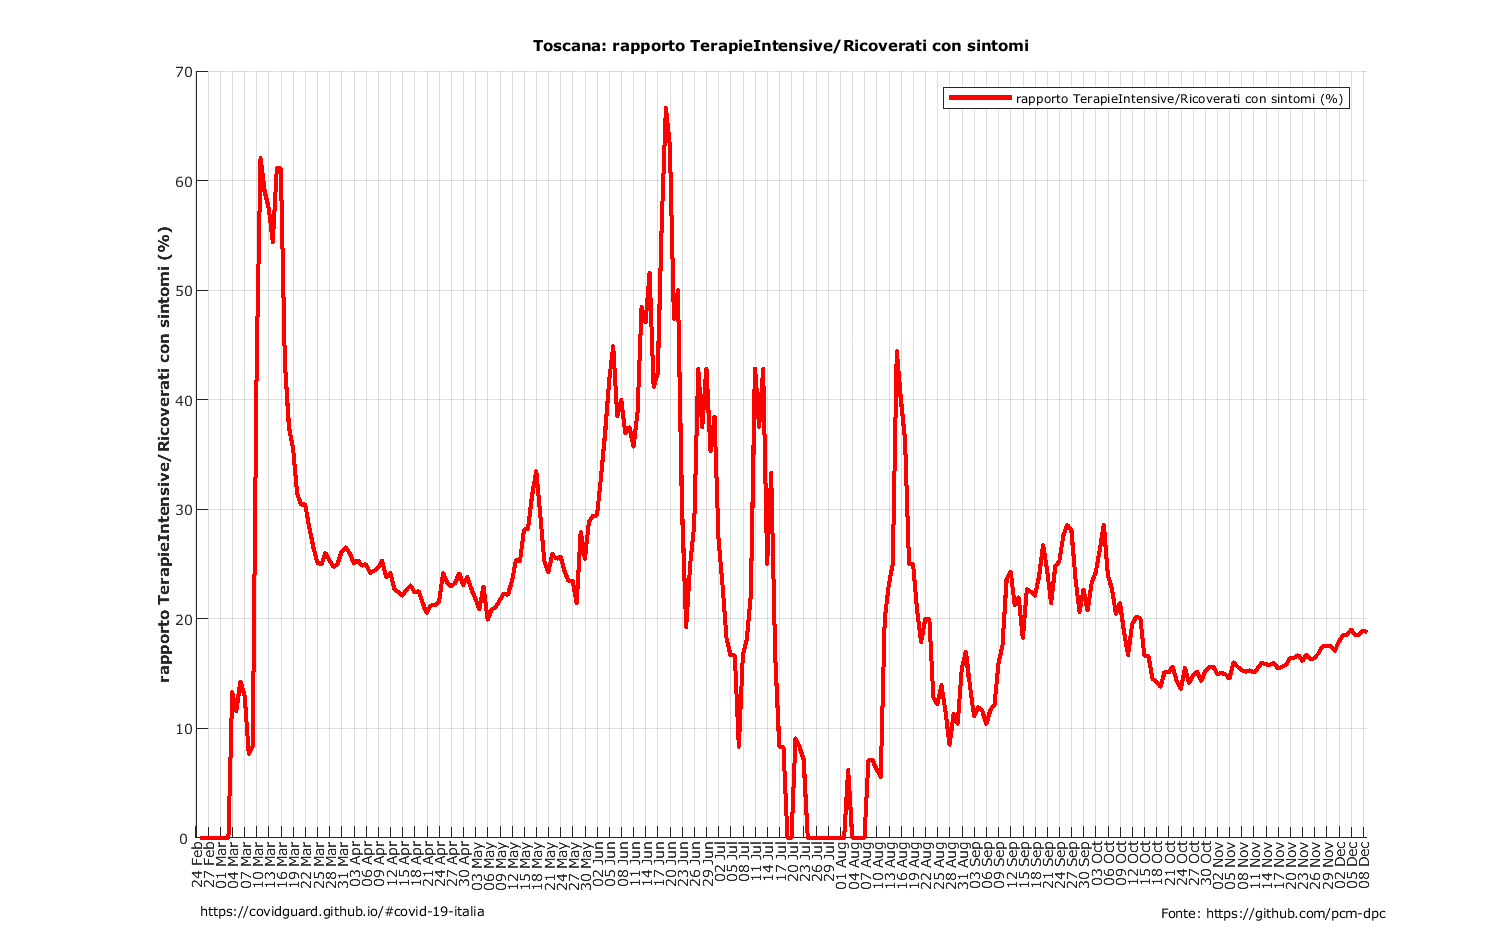 Toscana: rapporto TerapieIntensive/Ricoverati con sintomi
rapporto TerapieIntensive/Ricoverati con sintomi (%)
rapporto TerapieIntensive/Ricoverati con sintomi (%)
70
60
50
40
30
20
10
0
24 Feb
27 Feb
01 Mar
04 Mar
07 Mar
10 Mar
13 Mar
16 Mar
19 Mar
22 Mar
25 Mar
28 Mar
31 Mar
03 Apr
06 Apr
09 Apr
12 Apr
15 Apr
18 Apr
21 Apr
24 Apr
27 Apr
30 Apr
03 May
06 May
09 May
12 May
15 May
18 May
21 May
24 May
27 May
30 May
02 Jun
05 Jun
08 Jun
11 Jun
14 Jun
17 Jun
20 Jun
23 Jun
26 Jun
29 Jun
02 Jul
05 Jul
08 Jul
11 Jul
14 Jul
17 Jul
20 Jul
23 Jul
26 Jul
29 Jul
01 Aug
04 Aug
07 Aug
10 Aug
13 Aug
16 Aug
19 Aug
22 Aug
25 Aug
28 Aug
31 Aug
03 Sep
06 Sep
09 Sep
12 Sep
15 Sep
18 Sep
21 Sep
24 Sep
27 Sep
30 Sep
03 Oct
06 Oct
09 Oct
12 Oct
15 Oct
18 Oct
21 Oct
24 Oct
27 Oct
30 Oct
02 Nov
05 Nov
08 Nov
11 Nov
14 Nov
17 Nov
20 Nov
23 Nov
26 Nov
29 Nov
02 Dec
05 Dec
08 Dec
https://covidguard.github.io/#covid-19-italia
Fonte: https://github.com/pcm-dpc